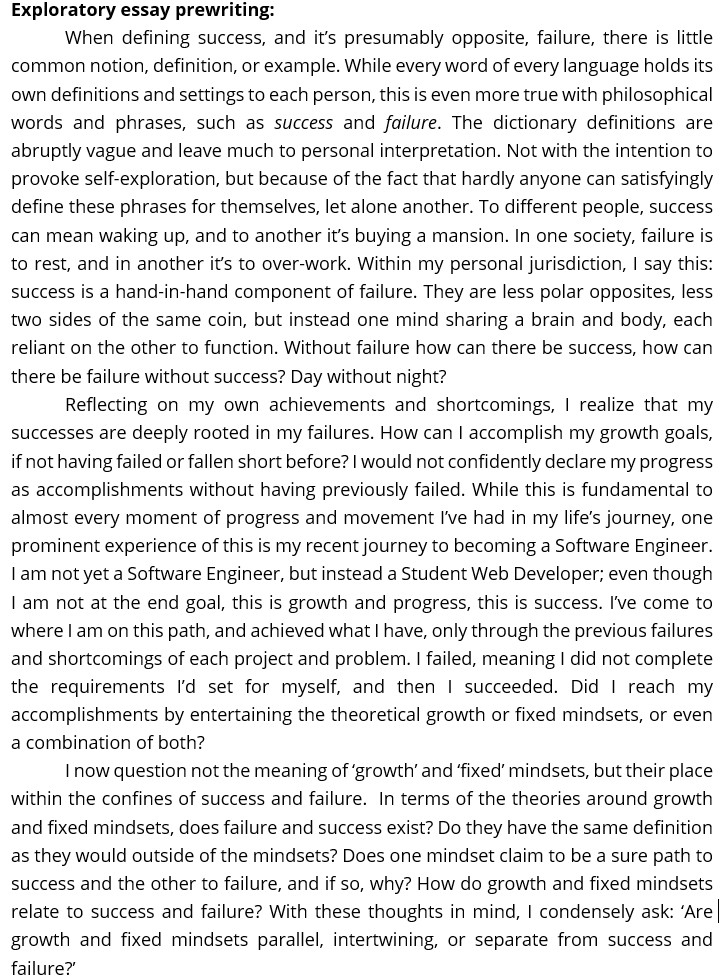 Exploratory essay prewriting:
When defining success, and it's presumably opposite, failure, there is little
common notion, definition, or example. While every word of every language holds its
own definitions and settings to each person, this is even more true with philosophical
words and phrases, such as success and failure. The dictionary definitions are
abruptly vague and leave much to personal interpretation. Not with the intention to
provoke self-exploration, but because of the fact that hardly anyone can satisfyingly
define these phrases for themselves, let alone another. To different people, success
can mean waking up, and to another it's buying a mansion. In one society, failure is
to rest, and in another it's to over-work. Within my personal jurisdiction, I say this:
success is a hand-in-hand component of failure. They are less polar opposites, less
two sides of the same coin, but instead one mind sharing a brain and body, each
reliant on the other to function. Without failure how can there be success, how can
there be failure without success? Day without night?
Reflecting on my own achievements and shortcomings, I realize that my
successes are deeply rooted in my failures. How can I accomplish my growth goals,
if not having failed or fallen short before? I would not confidently declare my progress
as accomplishments without having previously failed. While this is fundamental to
almost every moment of progress and movement I've had in my life's journey, one
prominent experience of this is my recent journey to becoming a Software Engineer.
I am not yet a Software Engineer, but instead a Student Web Developer; even though
I am not at the end goal, this is growth and progress, this is success. I've come to
where I am on this path, and achieved what I have, only through the previous failures
and shortcomings of each project and problem. I failed, meaning I did not complete
the requirements I'd set for myself, and then I succeeded. Did I reach my
accomplishments by entertaining the theoretical growth or fixed mindsets, or even
a combination of both?
I now question not the meaning of 'growth' and 'fixed' mindsets, but their place
within the confines of success and failure.  In terms of the theories around growth
and fixed mindsets, does failure and success exist? Do they have the same definition
as they would outside of the mindsets? Does one mindset claim to be a sure path to
success and the other to failure, and if so, why? How do growth and fixed mindsets
relate to success and failure? With these thoughts in mind, I condensely ask: 'Are
growth and fixed mindsets parallel, intertwining, or separate from success and
failure?'